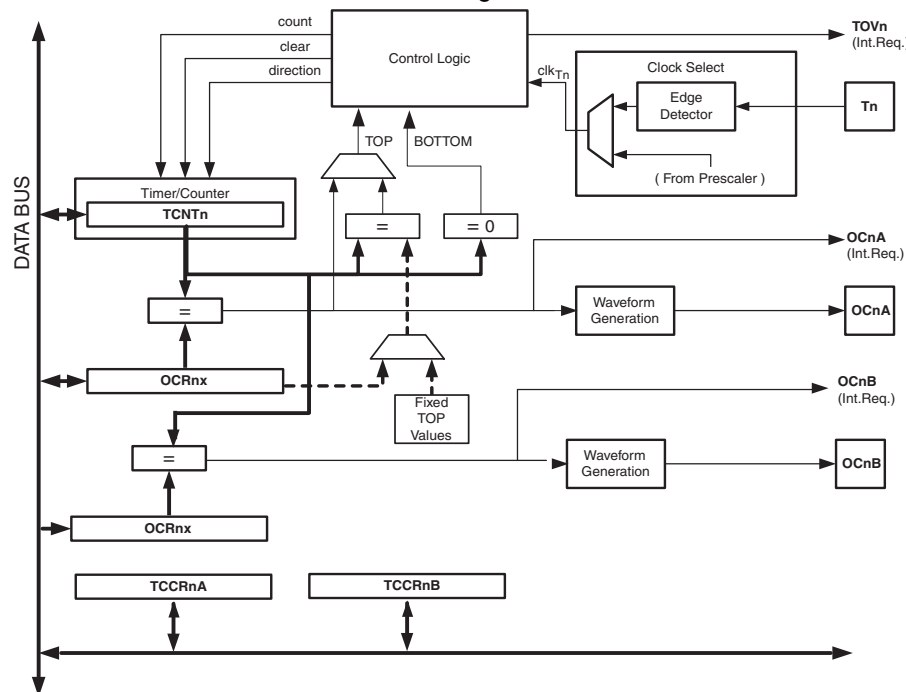 count
clear
direction
Control Logic
TOVn
(Int.Req.)
clkTn
Clock Select
Edge
Detector
Tn
( From Prescaler )
TOP
BOTTOM
Timer/Counter
TCNTn
DATA BUS
=
= 0
OCnA
(Int.Req.)
=
Waveform
Generation
OCnA
OCRnx
Fixed
TOP
Values
OCnB
(Int.Req.)
=
Waveform
Generation
OCnB
OCRnx
TCCRnA
TCCRnB